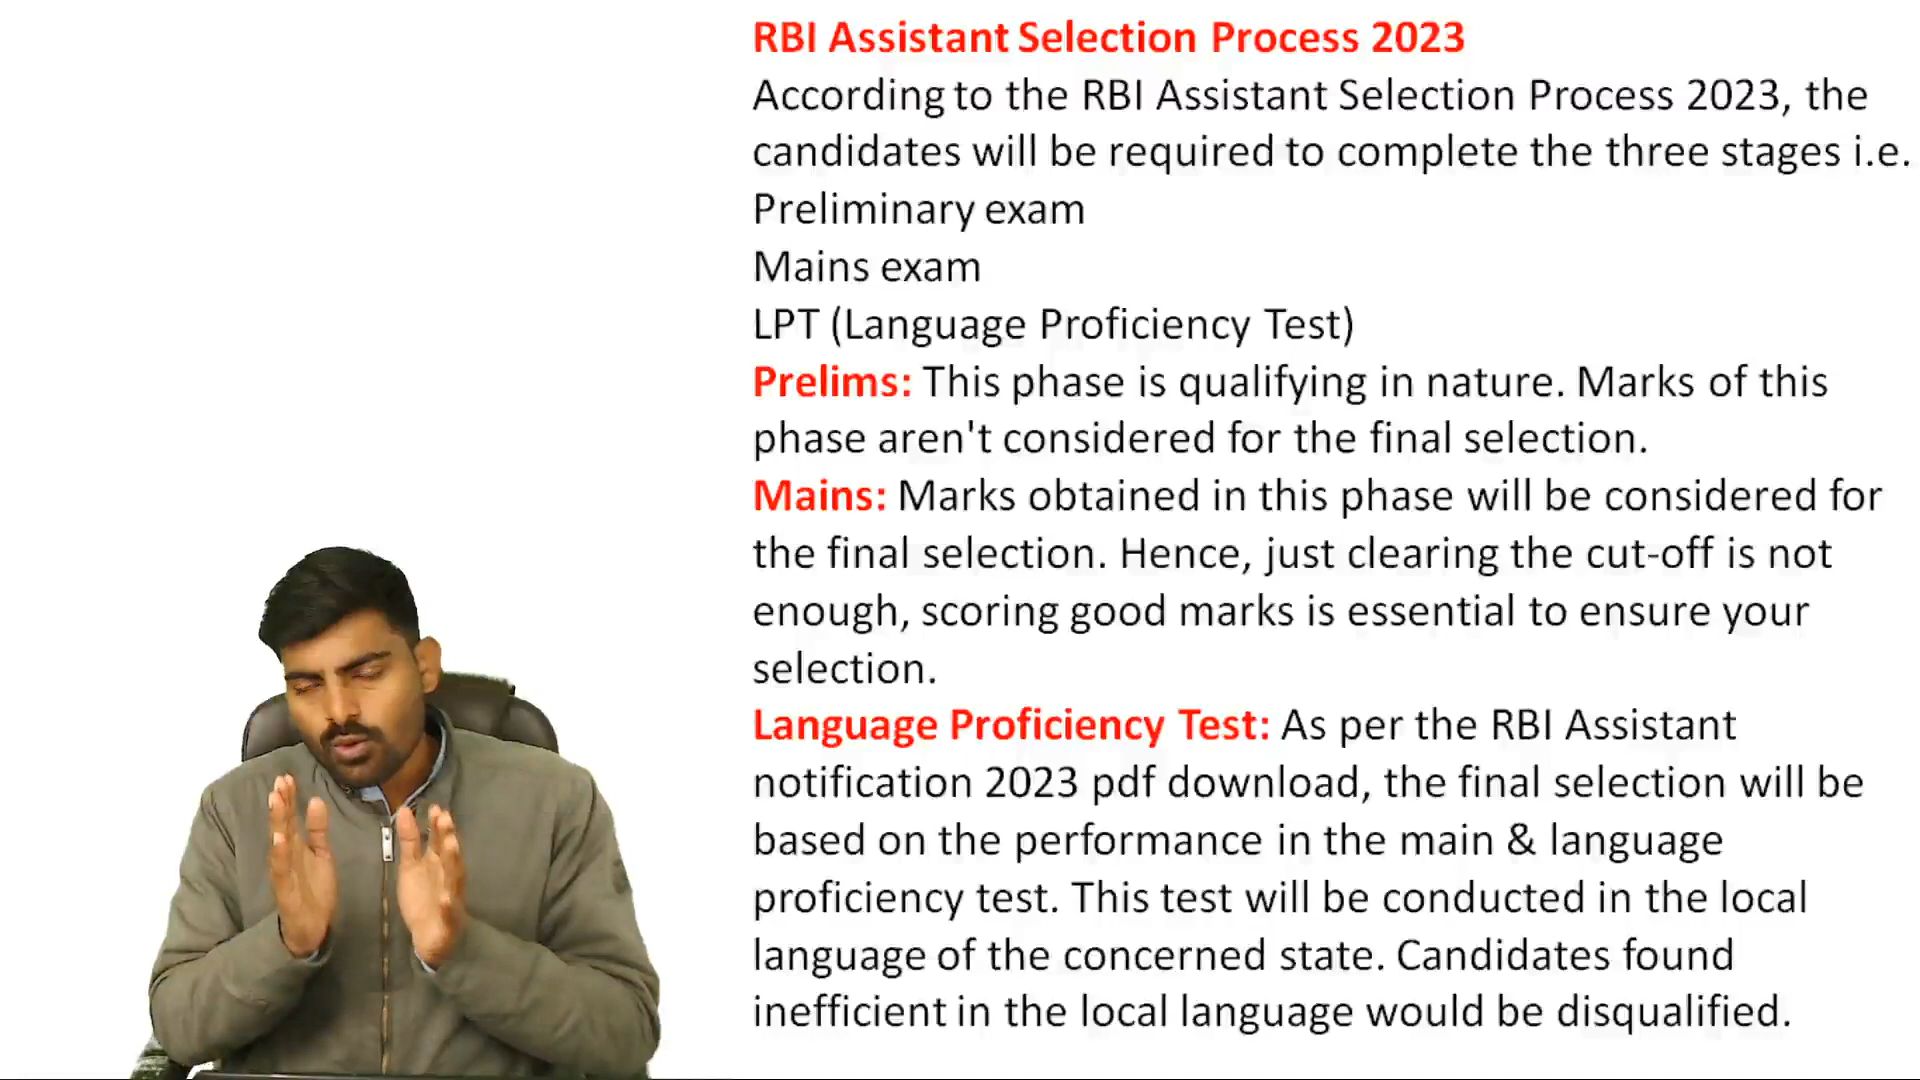 RBI Assistant Selection Process 2023
According to the RBI Assistant Selection Process 2023, the
candidates will be required to complete the three stages i.e.
Preliminary exam
Mains exam
LPT (Language Proficiency Test)
Prelims: This phase is qualifying in nature. Marks of this
phase aren't considered for the final selection.
Mains: Marks obtained in this phase will be considered for
the final selection. Hence, just clearing the cut-off is not
enough, scoring good marks is essential to ensure your
selection.
Language Proficiency Test: As per the RBI Assistant
notification 2023 pdf download, the final selection will be
based on the performance in the main & language
proficiency test. This test will be conducted in the local
language of the concerned state. Candidates found
inefficient in the local language would be disqualified.